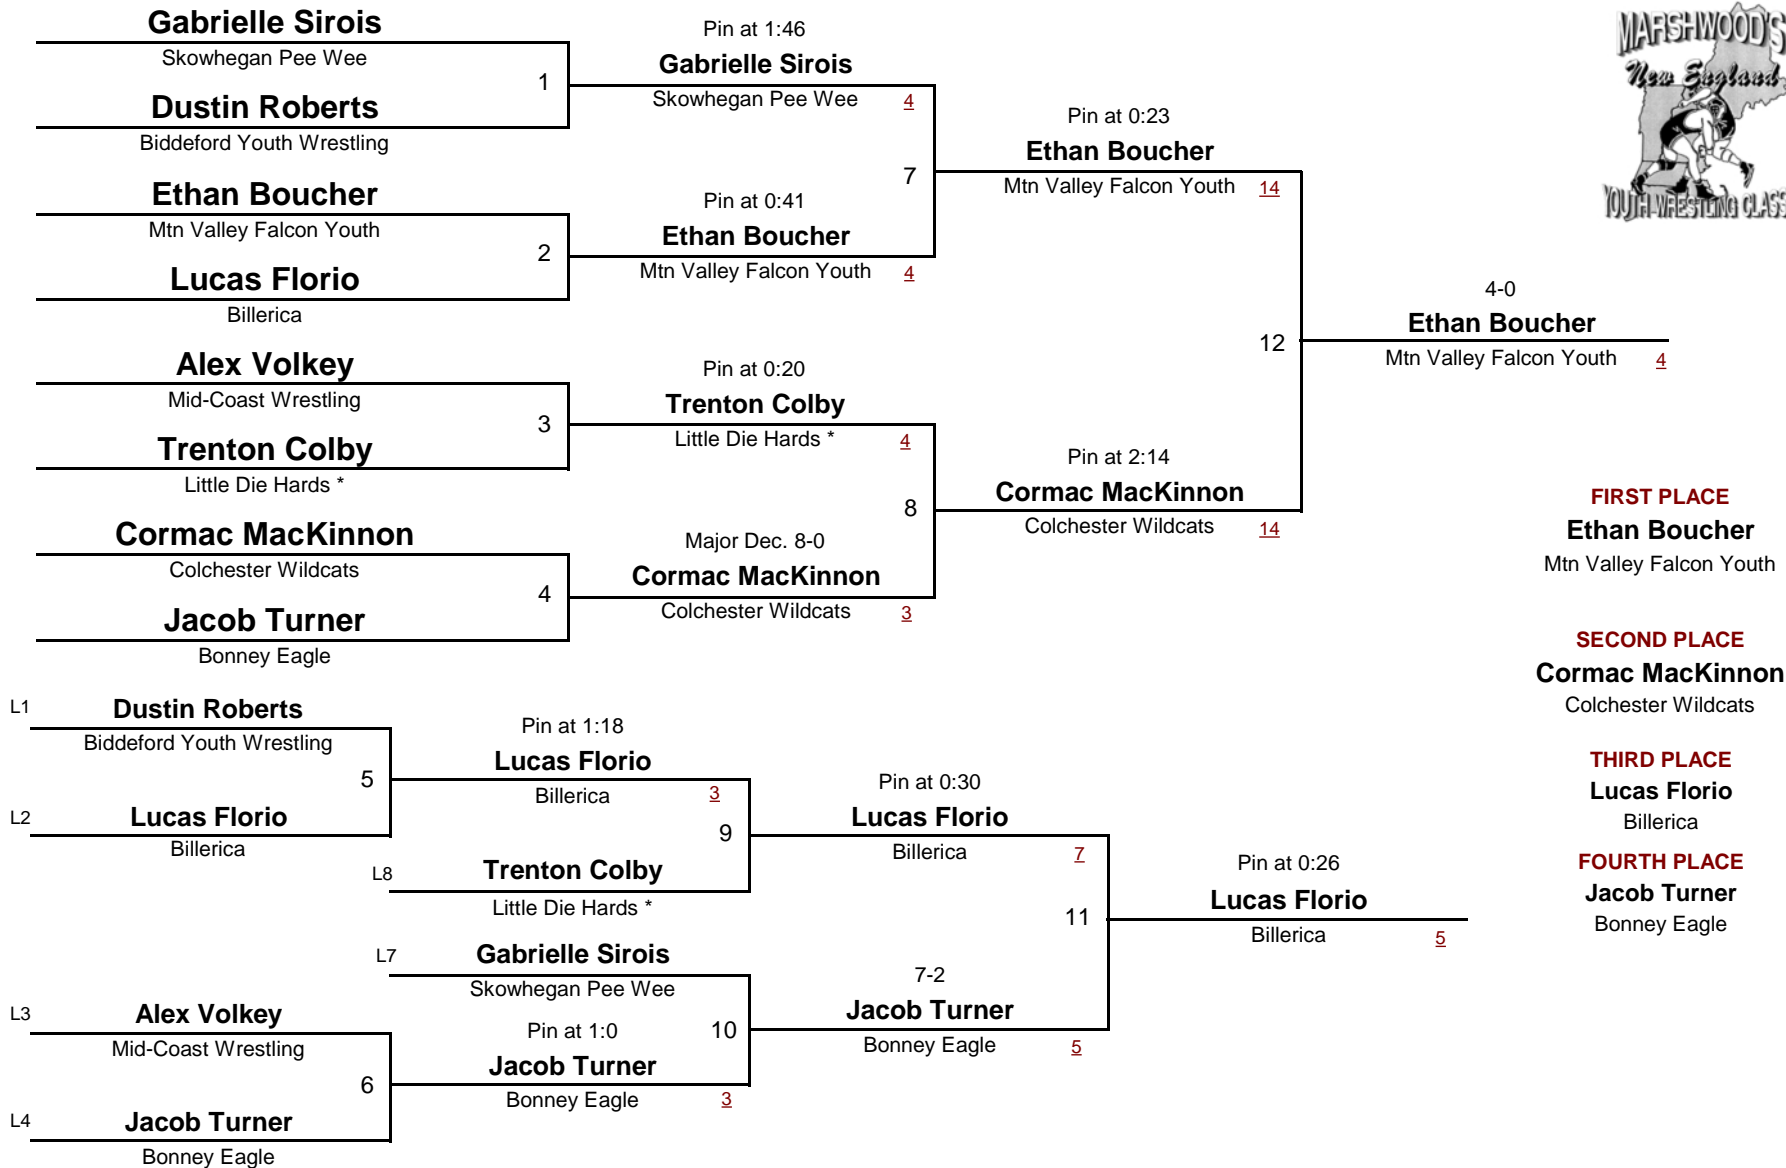 MARSHWOOD'S
New England
YOUTH WRESTLING CLASS
Gabrielle Sirois
Skowhegan Pee Wee
1
Dustin Roberts
Biddeford Youth Wrestling
Ethan Boucher
Mtn Valley Falcon Youth
2
Lucas Florio
Billerica
Alex Volkey
Mid-Coast Wrestling
3
Trenton Colby
Little Die Hards *
Cormac MacKinnon
Colchester Wildcats
4
Jacob Turner
Bonney Eagle
Pin at 1:46
Gabrielle Sirois
Skowhegan Pee Wee 4
7
Pin at 0:41
Ethan Boucher
Mtn Valley Falcon Youth 4
Pin at 0:20
Trenton Colby
Little Die Hards * 4
8
Major Dec. 8-0
Cormac MacKinnon
Colchester Wildcats 3
Pin at 0:23
Ethan Boucher
Mtn Valley Falcon Youth 14
12
Pin at 2:14
Cormac MacKinnon
Colchester Wildcats 14
4-0
Ethan Boucher
Mtn Valley Falcon Youth 4
FIRST PLACE
Ethan Boucher
Mtn Valley Falcon Youth
SECOND PLACE
Cormac MacKinnon
Colchester Wildcats
THIRD PLACE
Lucas Florio
Billerica
FOURTH PLACE
Jacob Turner
Bonney Eagle
L1 Dustin Roberts
Biddeford Youth Wrestling
5
L2 Lucas Florio
Billerica
Pin at 1:18
Lucas Florio
Billerica 3
9
L8 Trenton Colby
Little Die Hards *
L7 Gabrielle Sirois
Skowhegan Pee Wee
10
L3 Alex Volkey
Mid-Coast Wrestling
6
L4 Jacob Turner
Bonney Eagle
Pin at 1:0
Jacob Turner
Bonney Eagle 3
Pin at 0:30
Lucas Florio
Billerica 7
11
7-2
Jacob Turner
Bonney Eagle 5
Pin at 0:26
Lucas Florio
Billerica 5